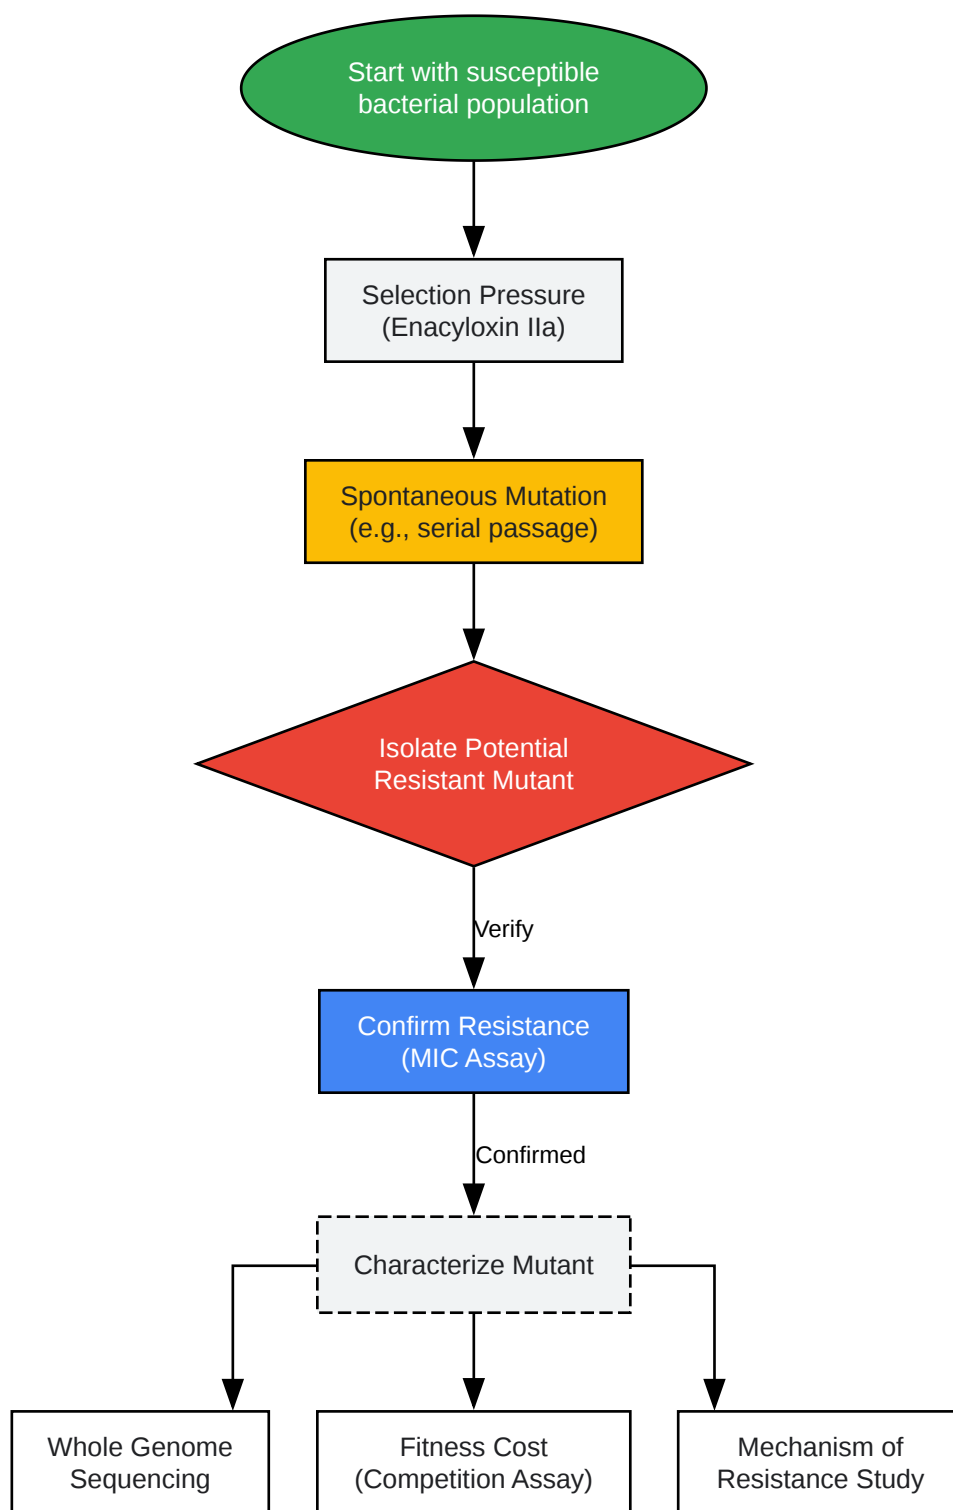 Start with susceptible
bacterial population
Selection Pressure
(Enacyloxin IIa)
Spontaneous Mutation
(e.g., serial passage)
Isolate Potential
Resistant Mutant
Verify
Confirm Resistance
(MIC Assay)
Confirmed
Characterize Mutant
Whole Genome
Sequencing
Fitness Cost
(Competition Assay)
Mechanism of
Resistance Study